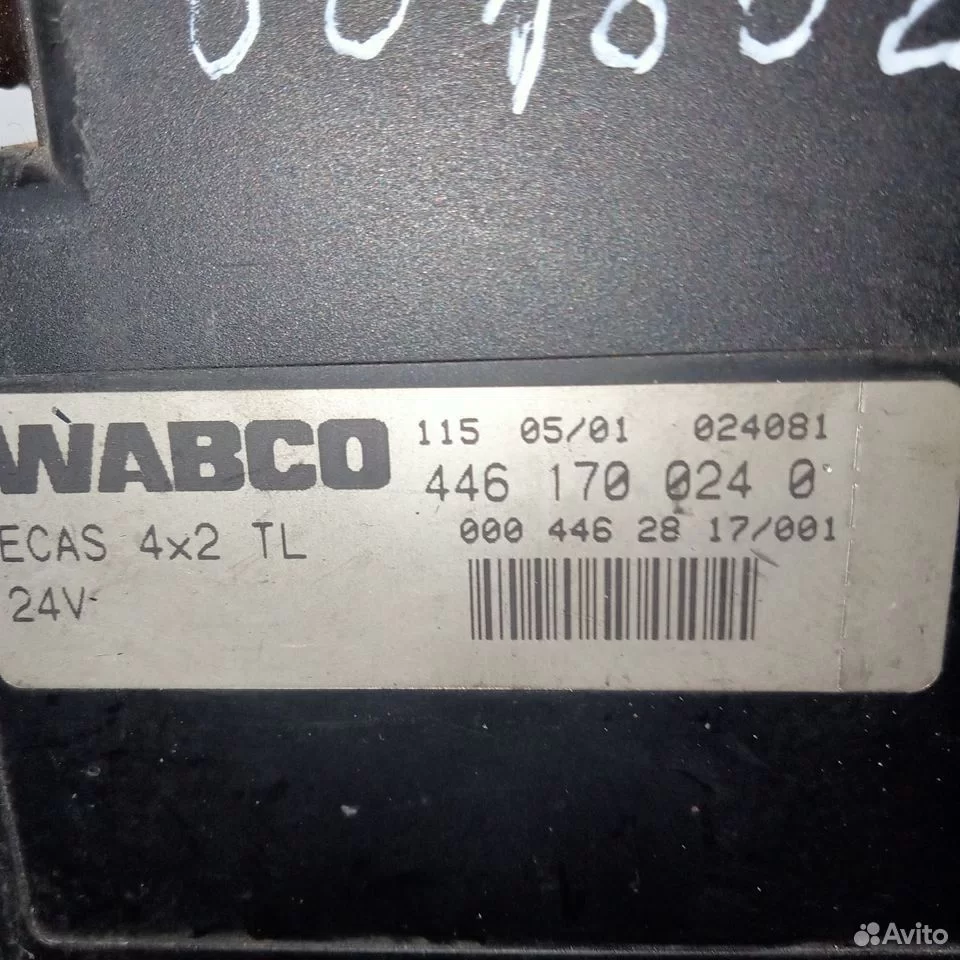 WABCO
115 05/01 024081
446 170 024 0
ECAS 4x2 TL
000 446 28 17/001
24V
Avito